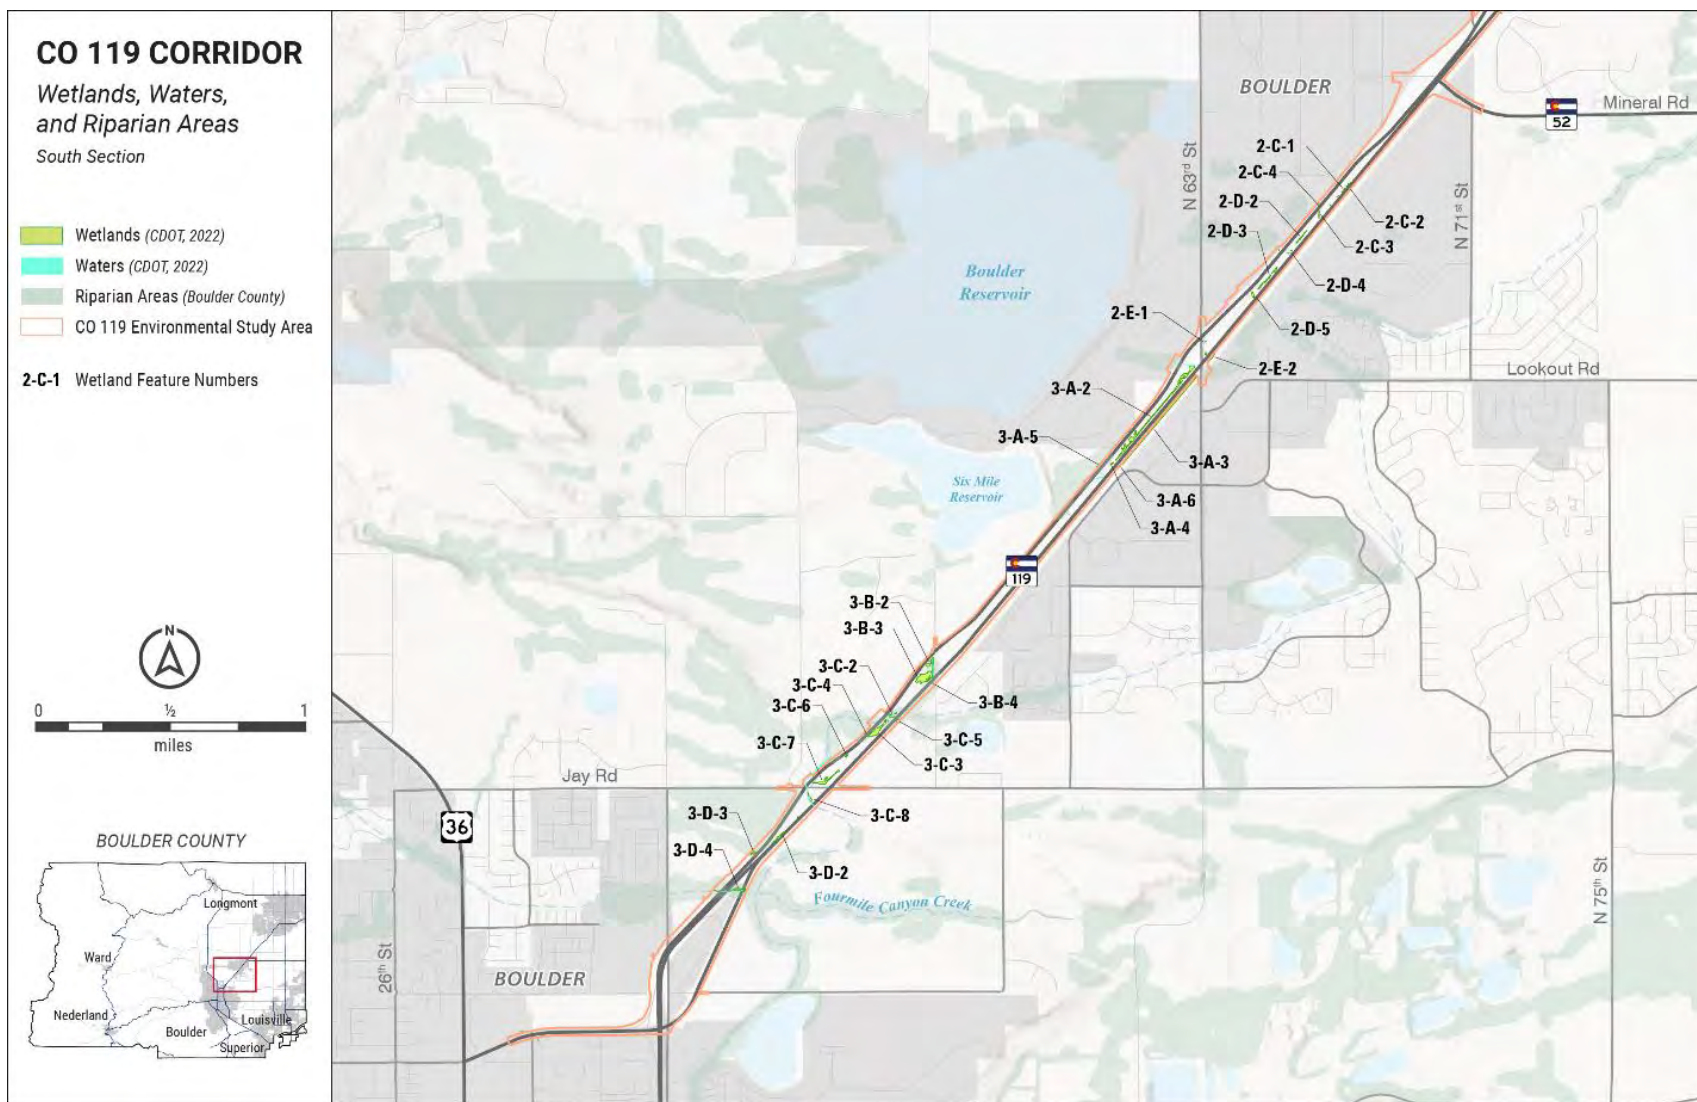 CO 119 CORRIDOR
Wetlands, Waters,
and Riparian Areas
South Section
Wetlands (CDOT, 2022)
Waters (CDOT, 2022)
Riparian Areas (Boulder County)
CO 119 Environmental Study Area
2-C-1 Wetland Feature Numbers
N
0 ½ 1
miles
BOULDER COUNTY
Longmont
Ward
Nederland
Boulder
Louisville
Superior
BOULDER
Mineral Rd
52
N 63rd St
N 71st St
2-C-1
2-C-4
2-D-2
2-D-3
2-C-2
2-C-3
2-D-4
2-D-5
Boulder
Reservoir
2-E-1
2-E-2
Lookout Rd
3-A-2
3-A-5
3-A-3
Six Mile
Reservoir
3-A-6
3-A-4
119
3-B-2
3-B-3
3-C-2
3-C-4
3-C-6
3-B-4
3-C-7
3-C-5
3-C-3
Jay Rd
3-C-8
36
3-D-3
3-D-4
3-D-2
Fourmile Canyon Creek
N 75th St
26th St
BOULDER